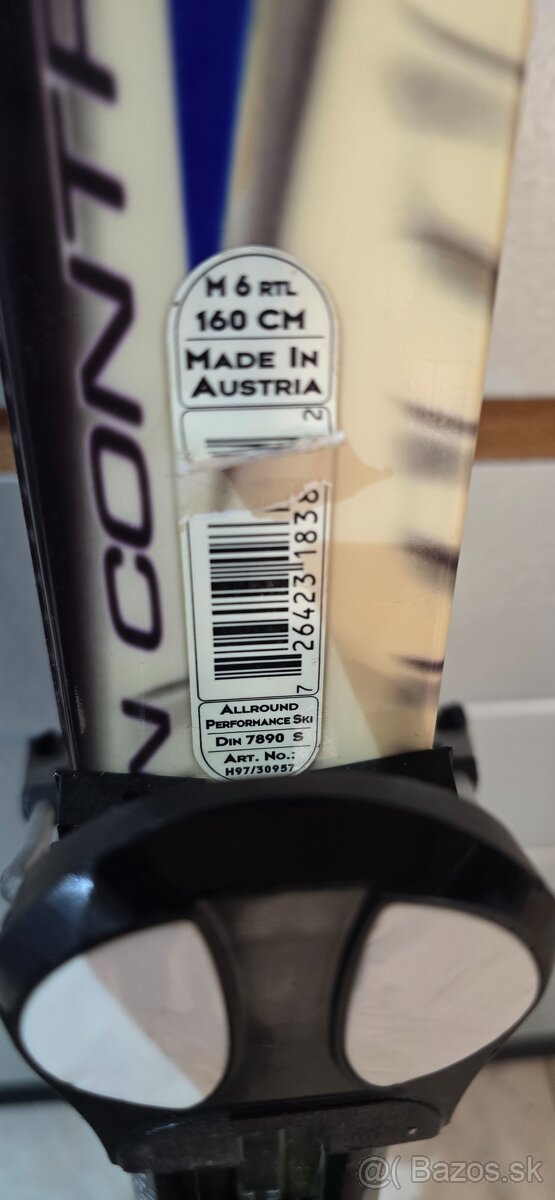 M 6 RTL
160 CM
MADE IN
AUSTRIA
7 26423 1838 2
ALLROUND
PERFORMANCE SKI
DIN 7890 S
ART. NO.:
H97/30957
N CONT
Bazos.sk